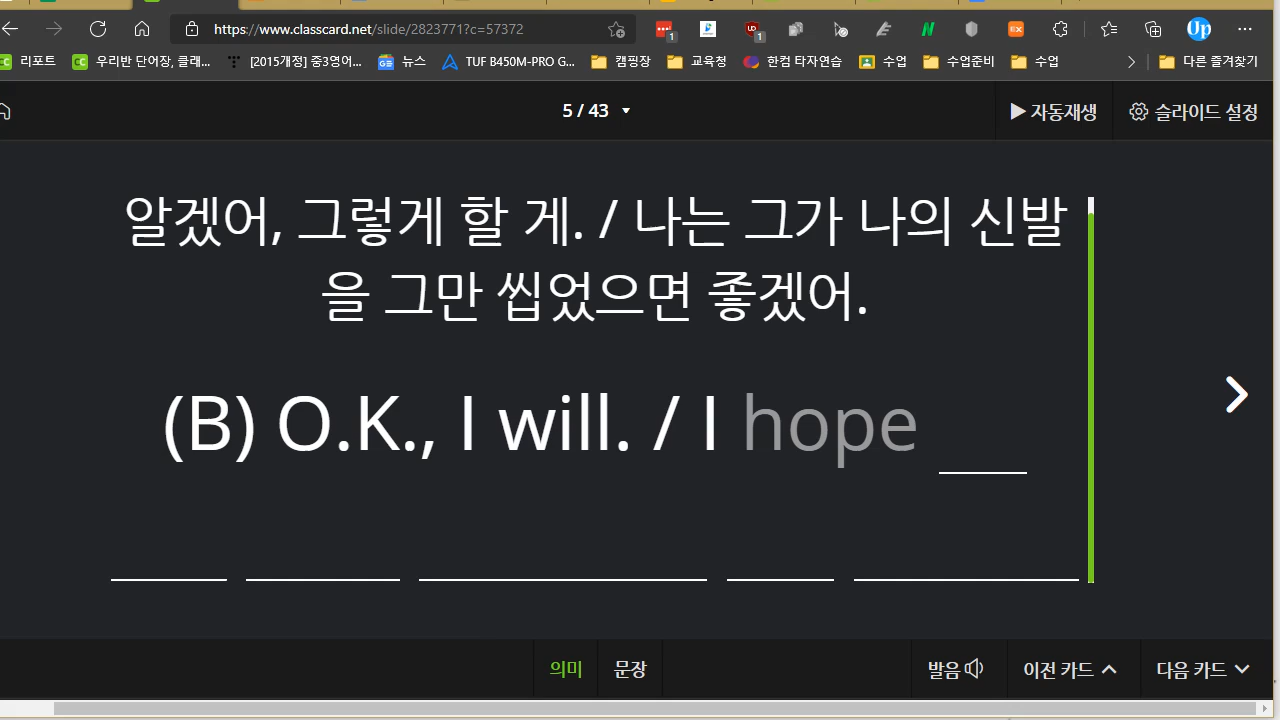 https://www.classcard.net/slide/2823771?c=57372
1
UD
1
EX
Up
리포트
우리반 단어장, 클래...
[2015개정] 중3영어...
뉴스
TUF B450M-PRO G...
캠핑장
교육청
한컴 타자연습
수업
수업준비
수업
다른 즐겨찾기
5 / 43
자동재생
슬라이드 설정
알겠어, 그렇게 할 게. / 나는 그가 나의 신발
을 그만 씹었으면 좋겠어.
(B) O.K., I will. / I hope
의미
문장
발음
이전 카드
다음 카드